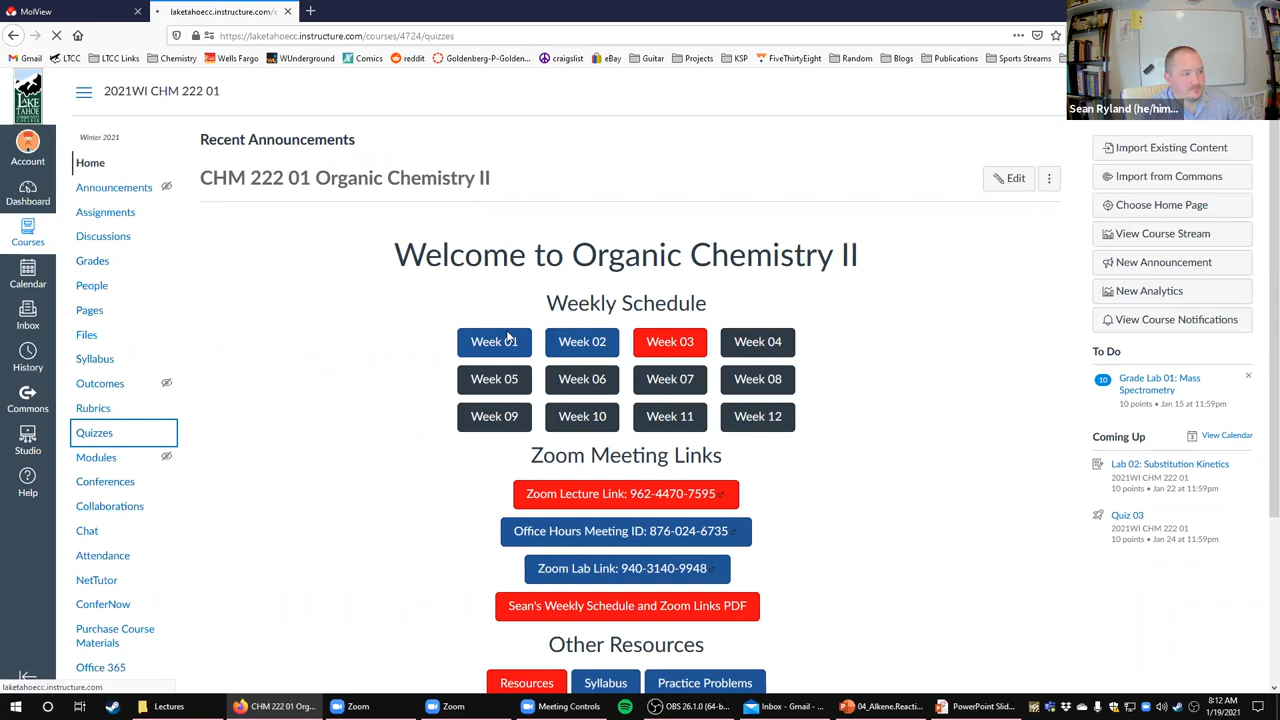 MolView
laketahoecc.instructure.com/c
https://laketahoecc.instructure.com/courses/4724/quizzes
Gmail LTCC LTCC Links Chemistry Wells Fargo WUnderground Comics reddit Goldenberg-P-Golden... craigslist eBay Guitar Projects KSP FiveThirtyEight Random Blogs Publications Sports Streams
Sean Ryland (he/him...
LAKE TAHOE
2021WI CHM 222 01
Winter 2021
Account
Dashboard
Courses
Calendar
Inbox
History
Commons
Studio
Help
Home
Announcements
Assignments
Discussions
Grades
People
Pages
Files
Syllabus
Outcomes
Rubrics
Quizzes
Modules
Conferences
Collaborations
Chat
Attendance
NetTutor
ConferNow
Purchase Course
Materials
Office 365
Recent Announcements
CHM 222 01 Organic Chemistry II
Edit
Welcome to Organic Chemistry II
Weekly Schedule
Week 01 Week 02 Week 03 Week 04
Week 05 Week 06 Week 07 Week 08
Week 09 Week 10 Week 11 Week 12
Zoom Meeting Links
Zoom Lecture Link: 962-4470-7595
Office Hours Meeting ID: 876-024-6735
Zoom Lab Link: 940-3140-9948
Sean's Weekly Schedule and Zoom Links PDF
Other Resources
Resources Syllabus Practice Problems
Import Existing Content
Import from Commons
Choose Home Page
View Course Stream
New Announcement
New Analytics
View Course Notifications
To Do
10 Grade Lab 01: Mass
Spectrometry
10 points • Jan 15 at 11:59pm
Coming Up View Calendar
Lab 02: Substitution Kinetics
2021WI CHM 222 01
10 points • Jan 22 at 11:59pm
Quiz 03
2021WI CHM 222 01
10 points • Jan 24 at 11:59pm
laketahoecc.instructure.com
Lectures
CHM 222 01 Org...
Zoom
Zoom
Meeting Controls
OBS 26.1.0 (64-b...
Inbox - Gmail - ...
04_Alkene.Reacti...
PowerPoint Slid...
8:12 AM
1/19/2021